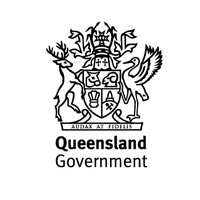 AUDAX AT FIDELIS
Queensland
Government